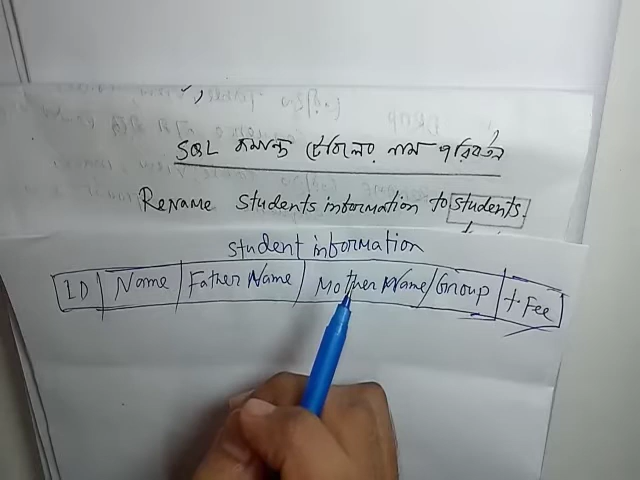 SQL কমান্ড টেবিলের নাম পরিবর্তন
Rename students information to students.
student information
ID Name Father Name Mother Name Group t. Fee